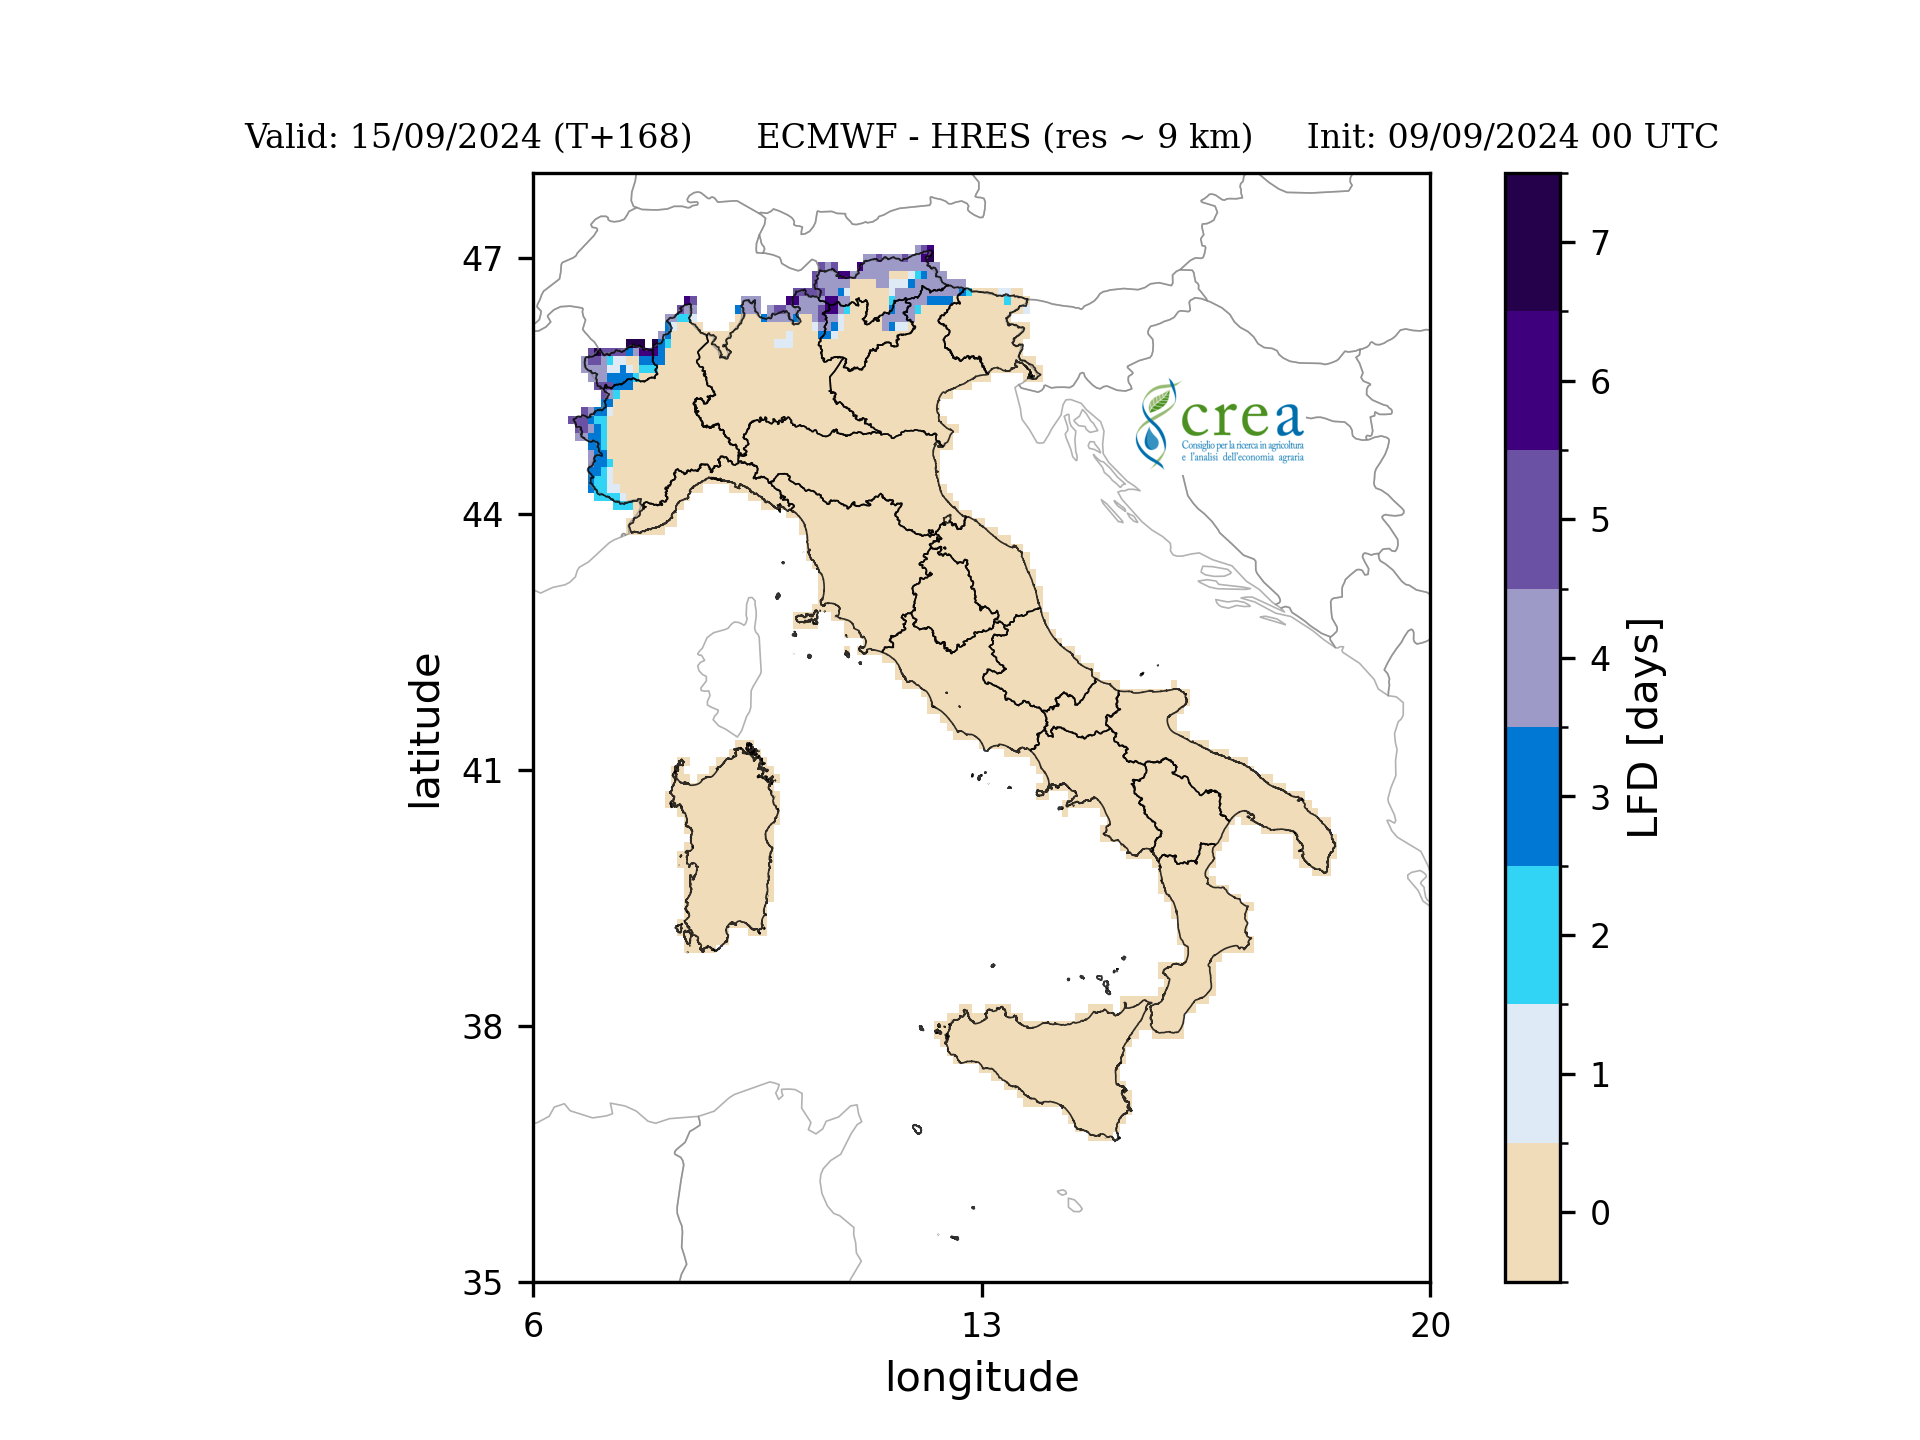 Valid: 15/09/2024 (T+168) ECMWF - HRES (res ~ 9 km) Init: 09/09/2024 00 UTC
47
44
41
38
35
latitude
6 13 20
longitude
crea
Consiglio per la ricerca in agricoltura
e l'analisi dell'economia agraria
7
6
5
4
3
2
1
0
LFD [days]